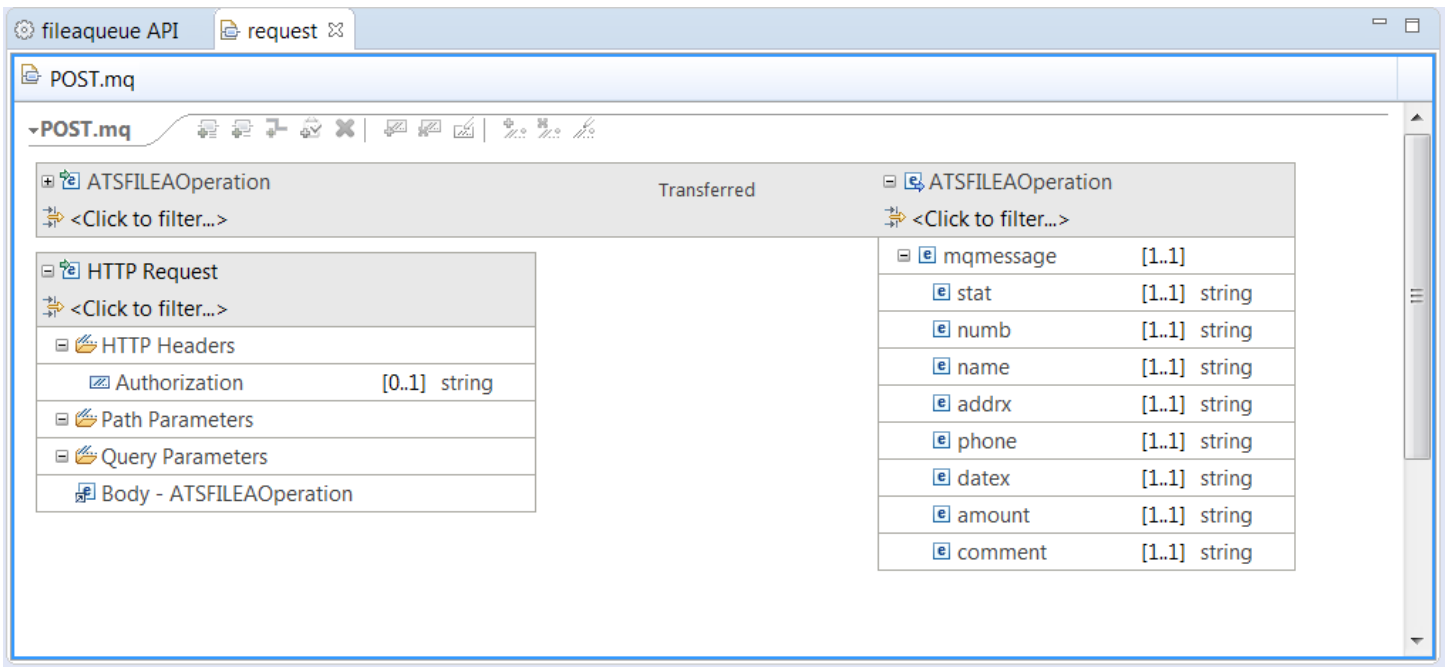 fileaqueue API request
POST.mq
POST.mq
ATSFILEAOperation Transferred ATSFILEAOperation
<Click to filter...> <Click to filter...>
HTTP Request
<Click to filter...>
HTTP Headers
Authorization [0..1] string
Path Parameters
Query Parameters
Body - ATSFILEAOperation
mqmessage [1..1]
stat [1..1] string
numb [1..1] string
name [1..1] string
addrx [1..1] string
phone [1..1] string
datex [1..1] string
amount [1..1] string
comment [1..1] string